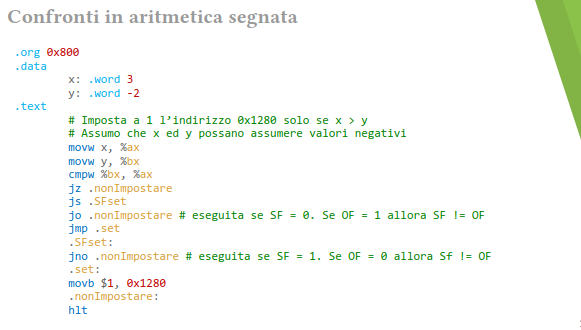 Confronti in aritmetica segnata
.org 0x800
.data
x: .word 3
y: .word -2
.text
# Imposta a 1 l’indirizzo 0x1280 solo se x > y
# Assumo che x ed y possano assumere valori negativi
movw x, %ax
movw y, %bx
cmpw %bx, %ax
jz .nonImpostare
js .SFset
jo .nonImpostare # eseguita se SF = 0. Se OF = 1 allora SF != OF
jmp .set
.SFset:
jno .nonImpostare # eseguita se SF = 1. Se OF = 0 allora Sf != OF
.set:
movb $1, 0x1280
.nonImpostare:
hlt